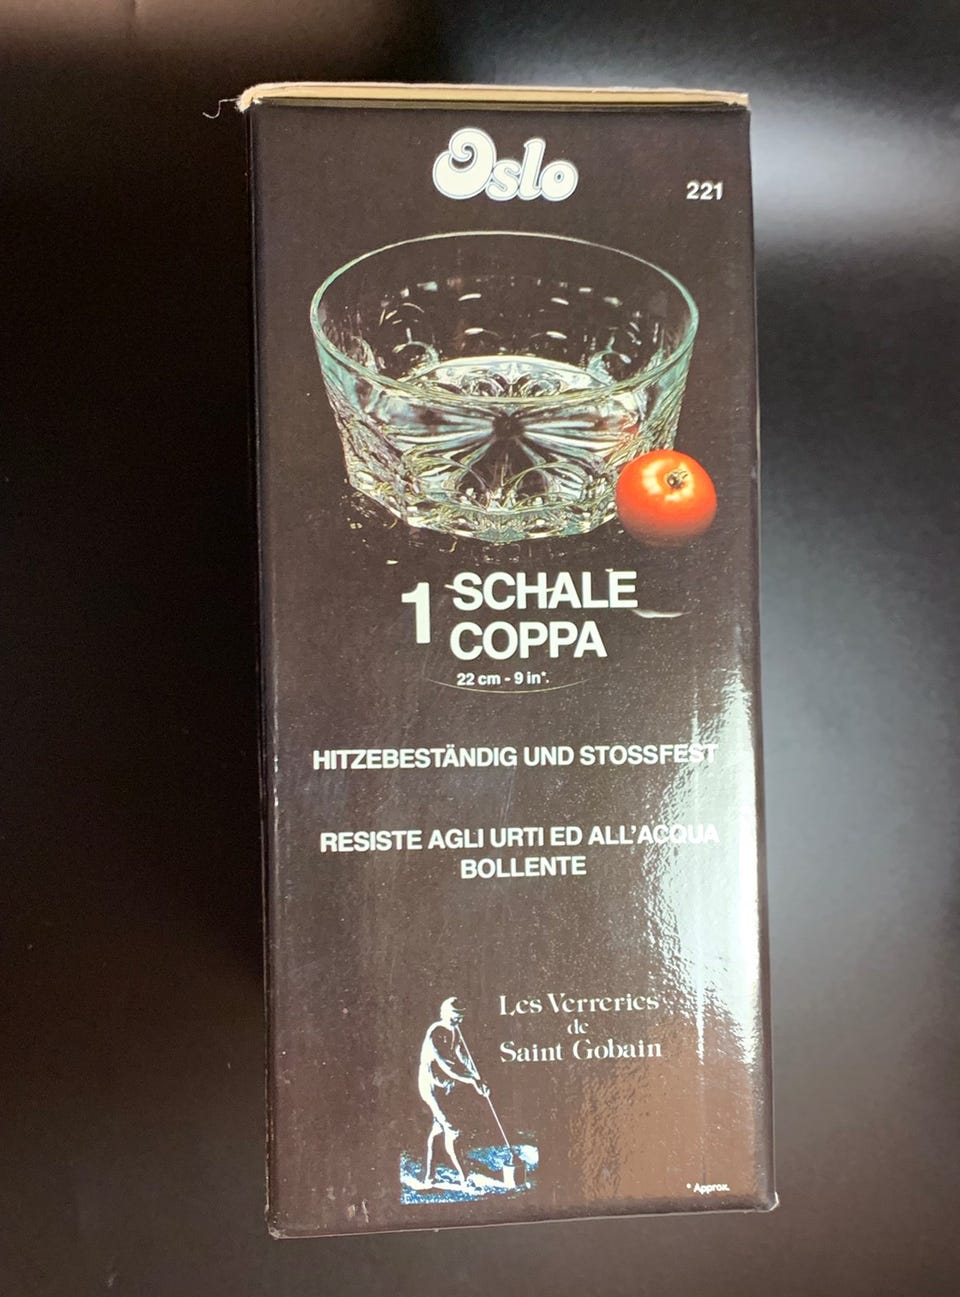 Oslo
221
1 SCHALE
COPPA
22 cm - 9 in*.
HITZEBESTÄNDIG UND STOSSFEST
RESISTE AGLI URTI ED ALL'ACQUA
BOLLENTE
Les Verreries
de
Saint Gobain
* Approx.